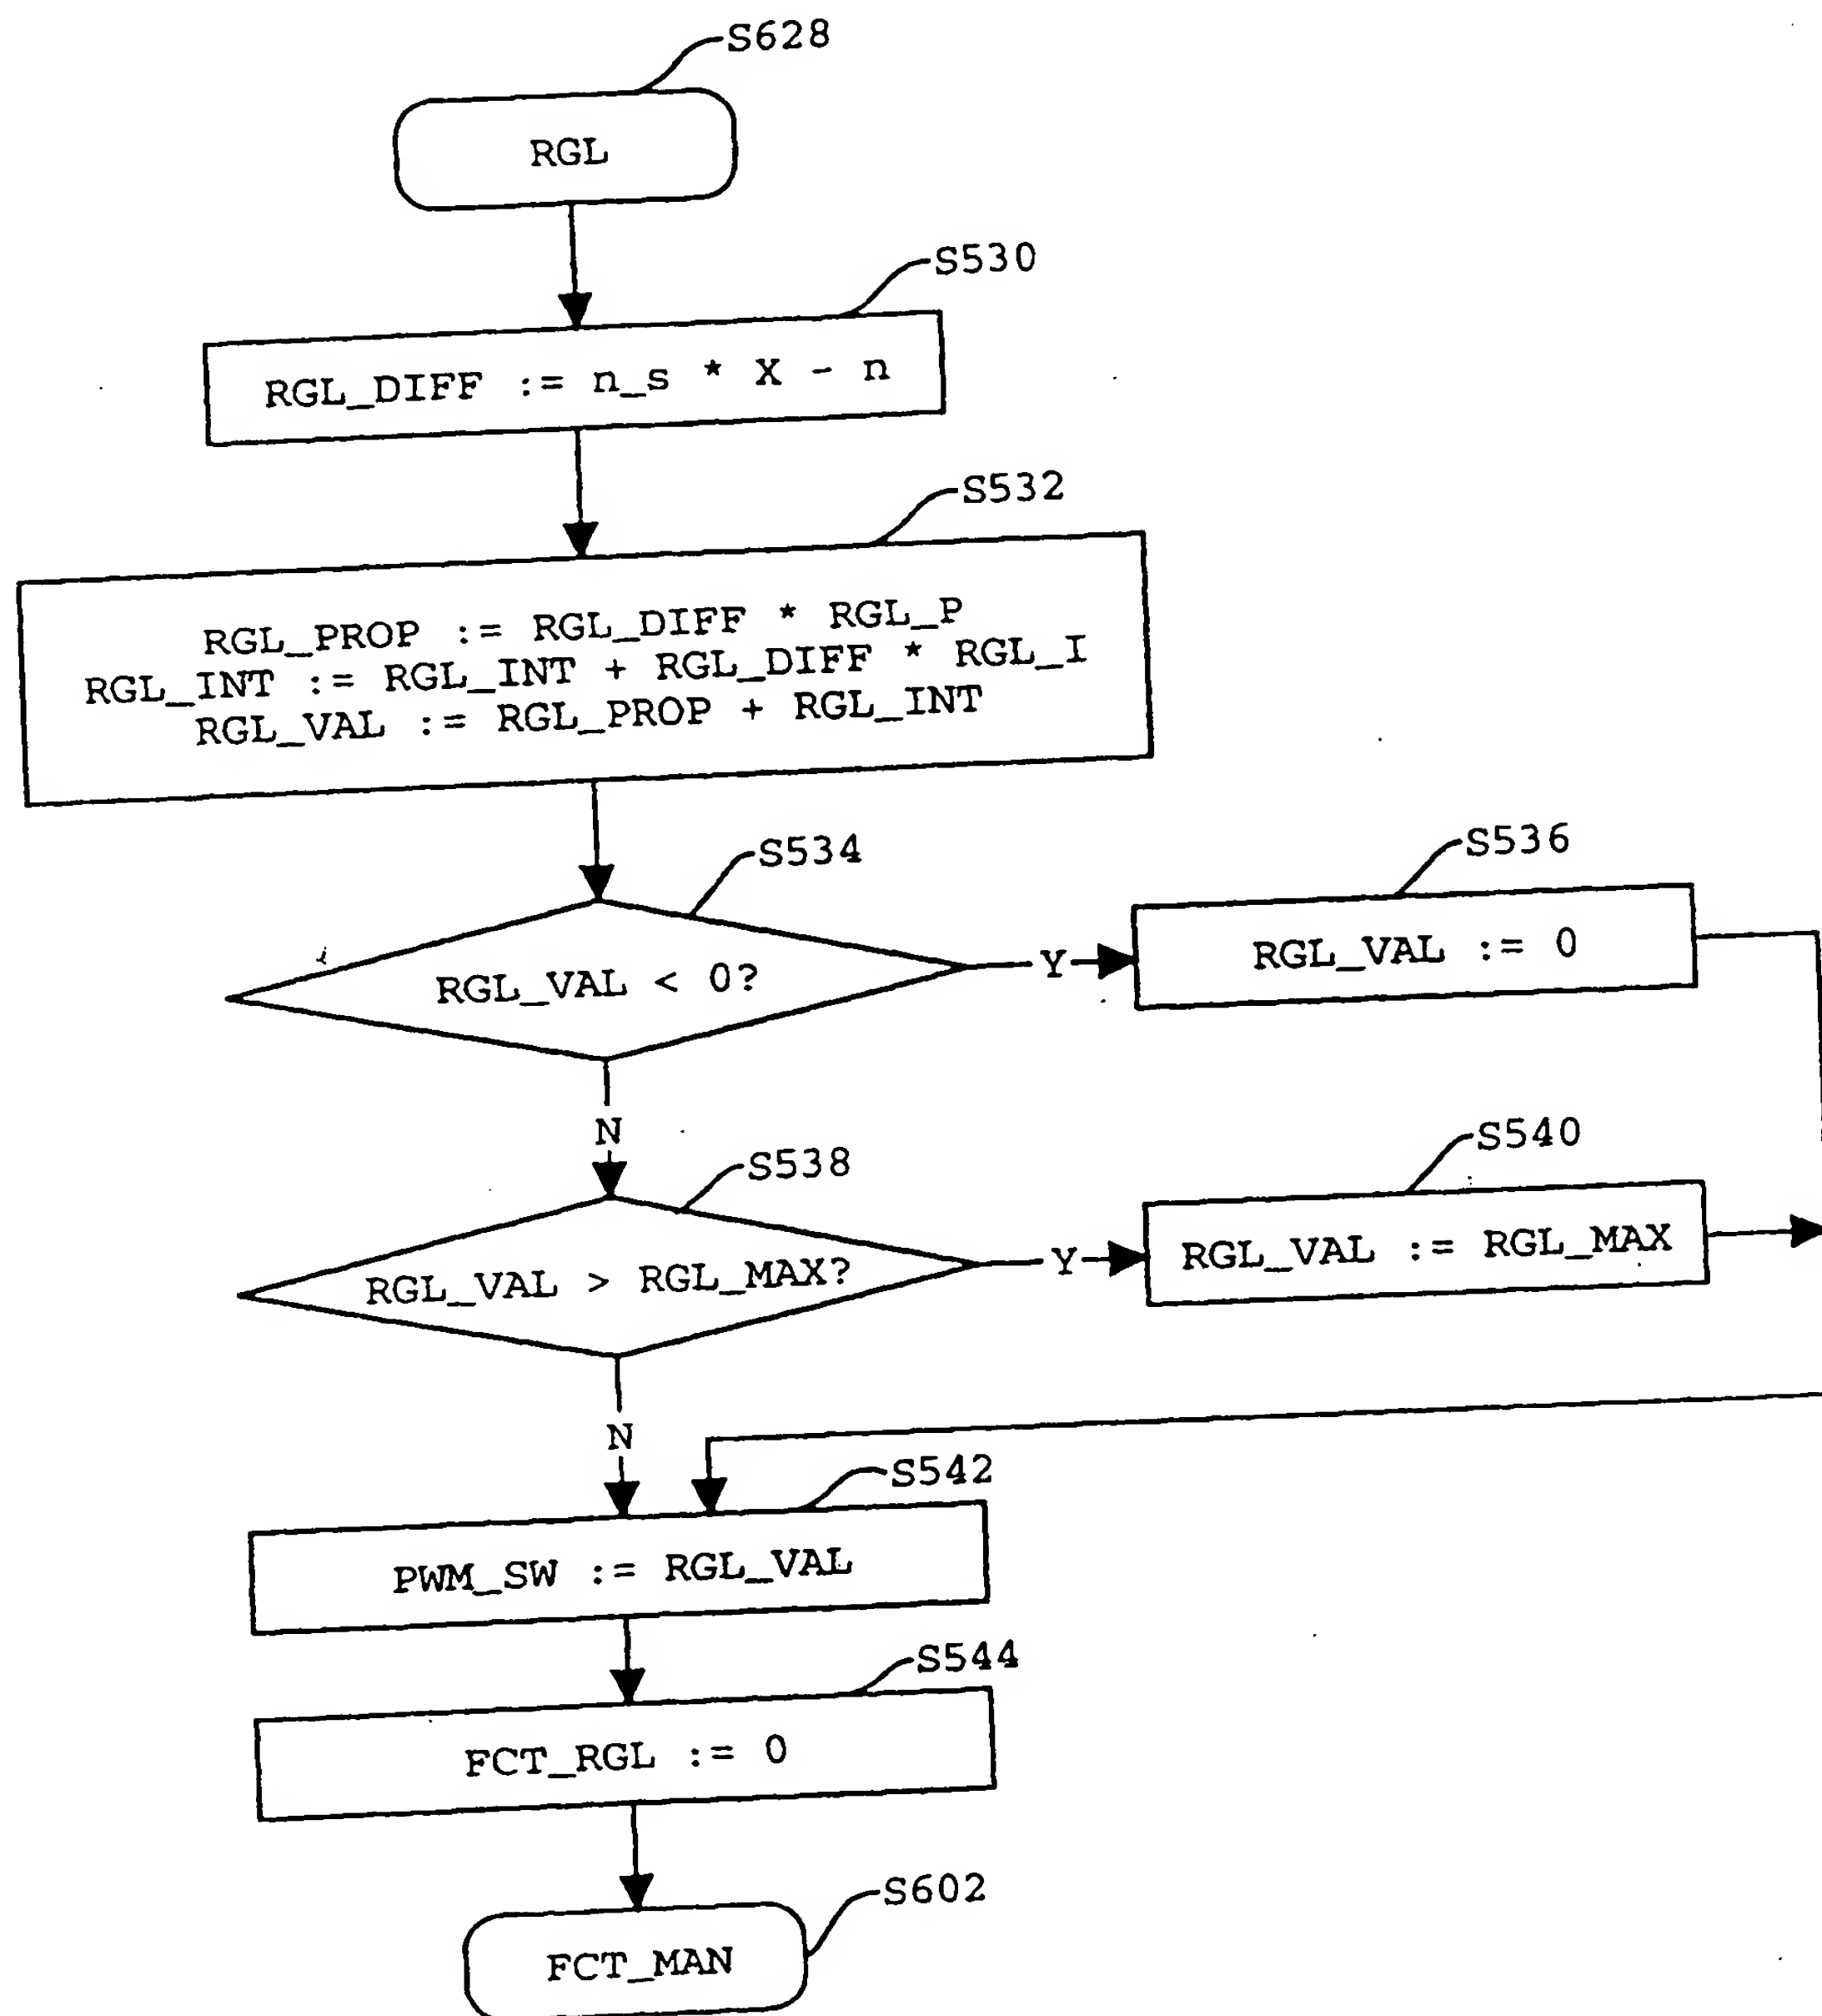 S628
RGL
S530
RGL_DIFF := n_s * X - n
S532
RGL_PROP := RGL_DIFF * RGL_P
RGL_INT := RGL_INT + RGL_DIFF * RGL_I
RGL_VAL := RGL_PROP + RGL_INT
S534
RGL_VAL < 0?
Y
S536
RGL_VAL := 0
N
S538
RGL_VAL > RGL_MAX?
Y
S540
RGL_VAL := RGL_MAX
N
S542
PWM_SW := RGL_VAL
S544
FCT_RGL := 0
S602
FCT_MAN